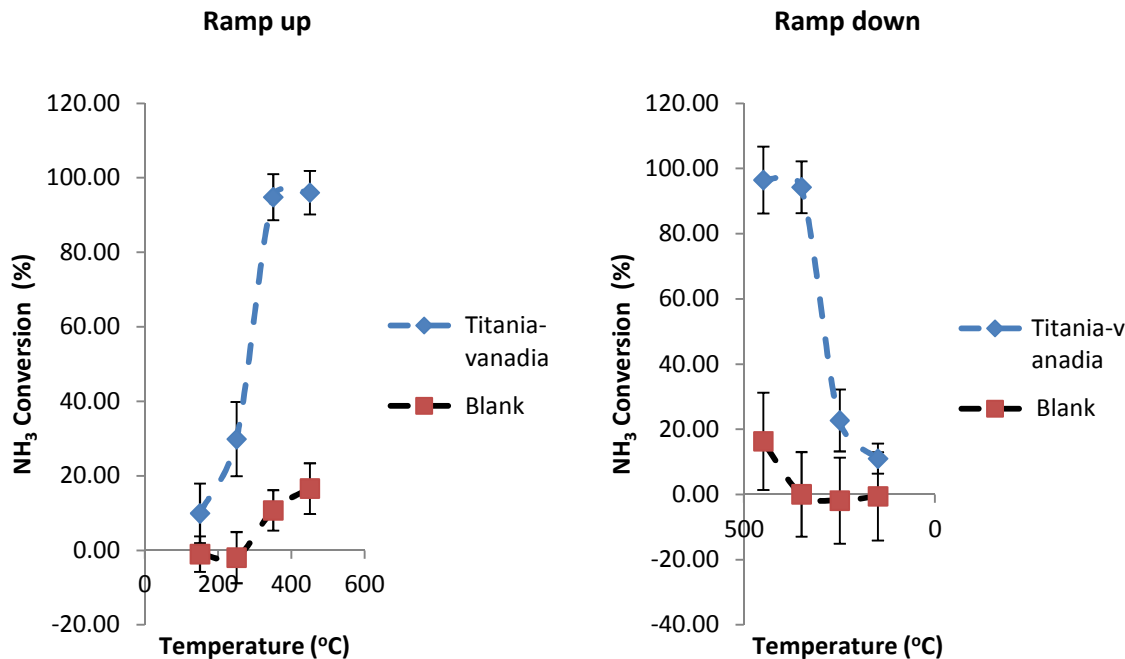 Ramp up
120.00
100.00
80.00
60.00
40.00
20.00
0.00
-20.00
0
200
400
600
NH₃ Conversion (%)
Temperature (ᵒC)
Titania-
vanadia
Blank
Ramp down
120.00
100.00
80.00
60.00
40.00
20.00
0.00
-20.00
-40.00
500
0
NH₃ Conversion (%)
Temperature (ᵒC)
Titania-v
anadia
Blank